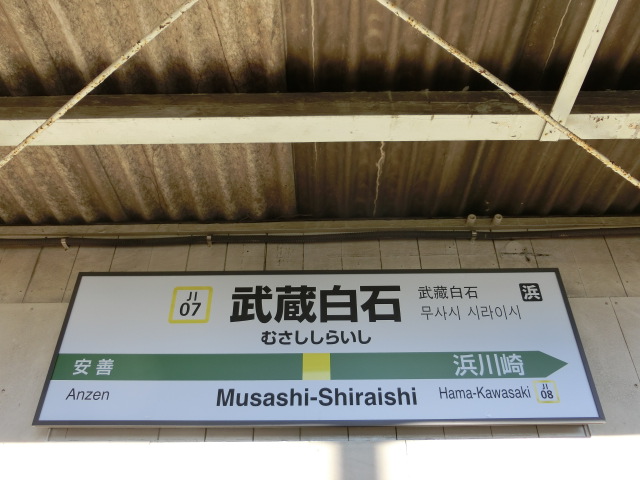 JI
07
武蔵白石
むさししらいし
武蔵白石
무사시 시라이시
浜
安善
浜川崎
Anzen
Musashi-Shiraishi
Hama-Kawasaki
JI
08